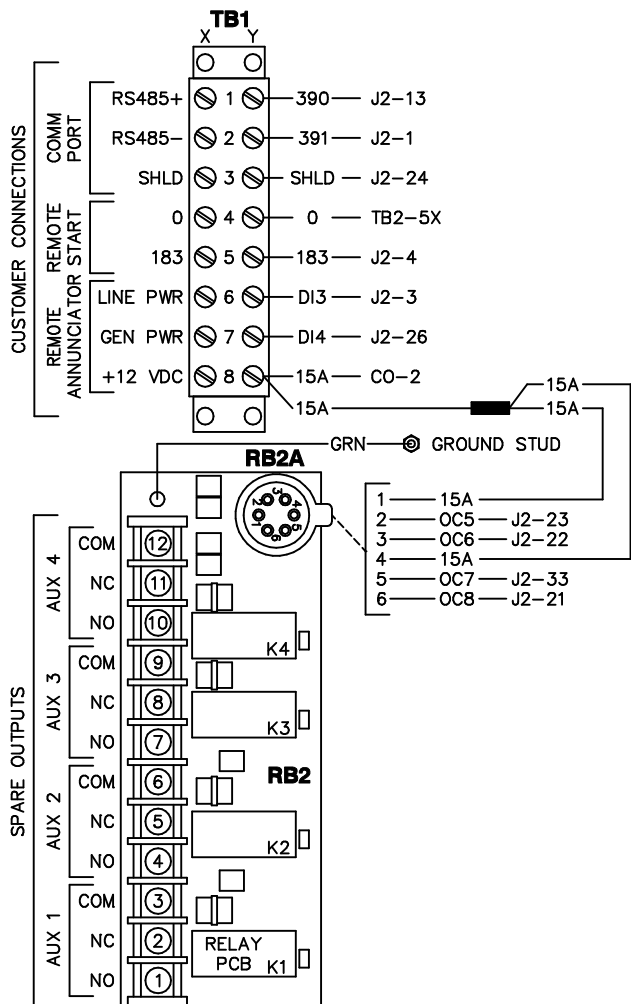 TB1
X Y
CUSTOMER CONNECTIONS
COMM PORT
REMOTE START
REMOTE ANNUNCIATOR
RS485+ 1 390 J2-13
RS485- 2 391 J2-1
SHLD 3 SHLD J2-24
0 4 0 TB2-5X
183 5 183 J2-4
LINE PWR 6 DI3 J2-3
GEN PWR 7 DI4 J2-26
+12 VDC 8 15A CO-2
15A
15A
15A
GRN GROUND STUD
RB2A
1 2 3 4 5 6
1 15A
2 OC5 J2-23
3 OC6 J2-22
4 15A
5 OC7 J2-33
6 OC8 J2-21
SPARE OUTPUTS
AUX 4
COM 12
NC 11
NO 10
K4
AUX 3
COM 9
NC 8
NO 7
K3
RB2
AUX 2
COM 6
NC 5
NO 4
K2
AUX 1
COM 3
NC 2
NO 1
RELAY
PCB K1